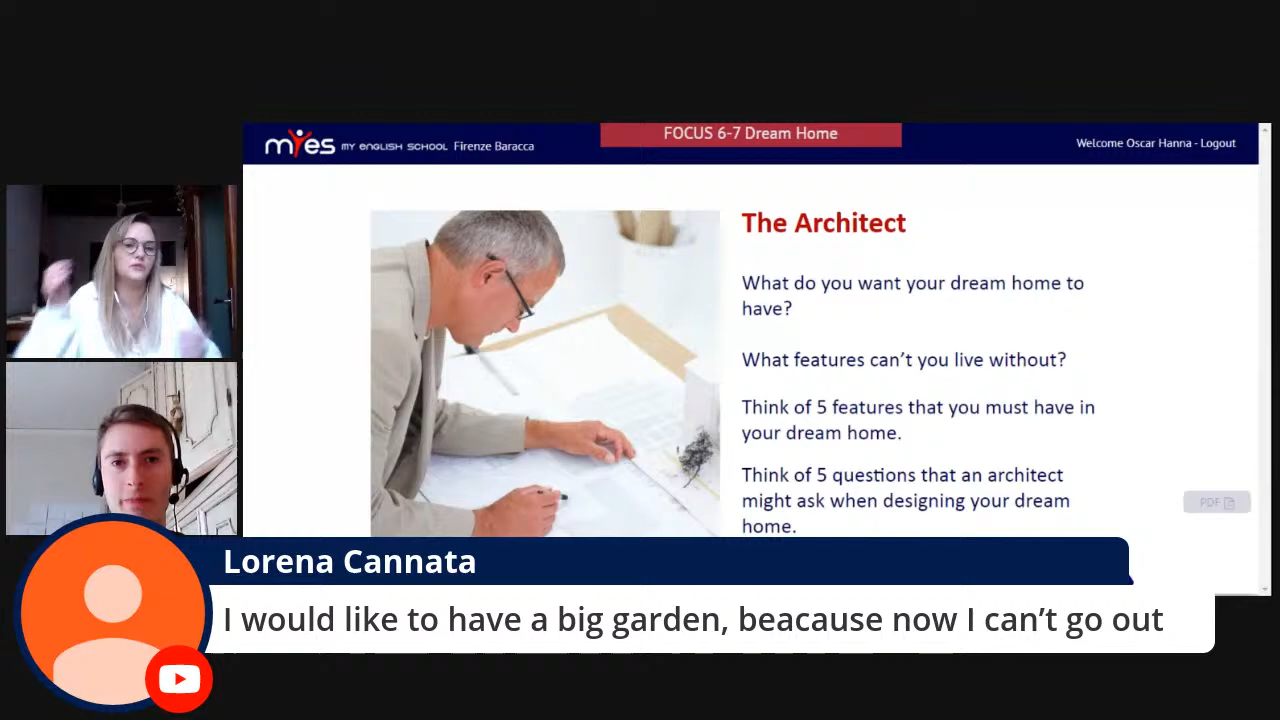 FOCUS 6-7 Dream Home
myes MY ENGLISH SCHOOL Firenze Baracca
Welcome Oscar Hanna - Logout
The Architect
What do you want your dream home to
have?
What features can't you live without?
Think of 5 features that you must have in
your dream home.
Think of 5 questions that an architect
might ask when designing your dream
home.
PDF
Lorena Cannata
I would like to have a big garden, beacause now I can't go out